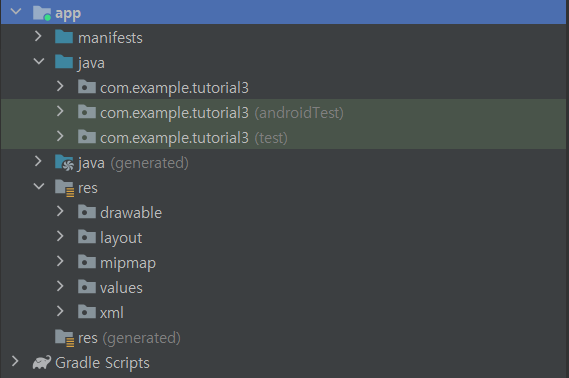 app
manifests
java
com.example.tutorial3
com.example.tutorial3 (androidTest)
com.example.tutorial3 (test)
java (generated)
res
drawable
layout
mipmap
values
xml
res (generated)
Gradle Scripts